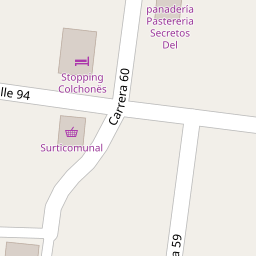 panaderia
Pastereria
Secretos
Del
Stopping
Colchones
Carrera 60
lle 94
Surticomunal
a 59